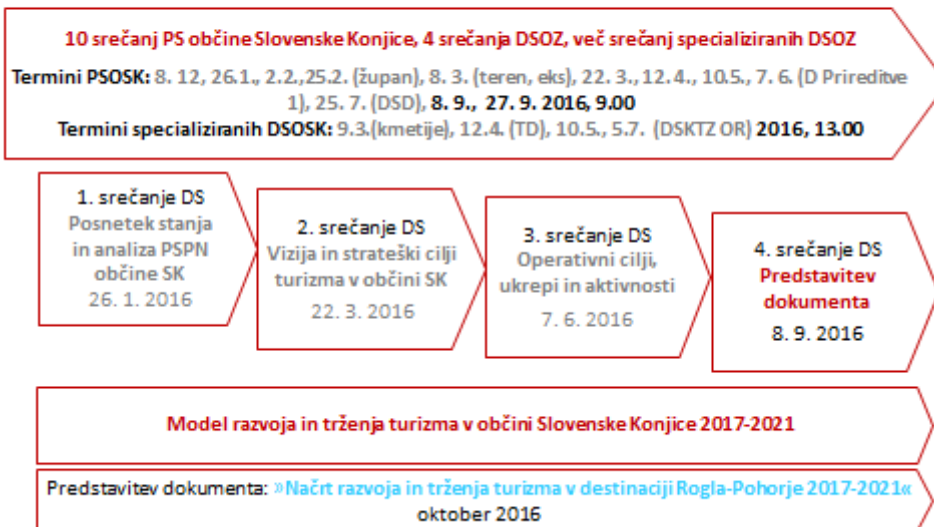 10 srečanj PS občine Slovenske Konjice, 4 srečanja DSOZ, več srečanj specializiranih DSOZ
Termini PSOSK: 8. 12, 26.1., 2.2.,25.2. (župan), 8. 3. (teren, eks), 22. 3., 12. 4., 10.5., 7. 6. (D Prireditve
1), 25. 7. (DSD), 8. 9., 27. 9. 2016, 9.00
Termini specializiranih DSOSK: 9.3.(kmetije), 12.4. (TD), 10.5., 5.7. (DSKTZ OR) 2016, 13.00
1. srečanje DS
Posnetek stanja
in analiza PSPN
občine SK
26. 1. 2016
2. srečanje DS
Vizija in strateški cilji
turizma v občini SK
22. 3. 2016
3. srečanje DS
Operativni cilji,
ukrepi in aktivnosti
7. 6. 2016
4. srečanje DS
Predstavitev
dokumenta
8. 9. 2016
Model razvoja in trženja turizma v občini Slovenske Konjice 2017-2021
Predstavitev dokumenta: »Načrt razvoja in trženja turizma v destinaciji Rogla-Pohorje 2017-2021«
oktober 2016